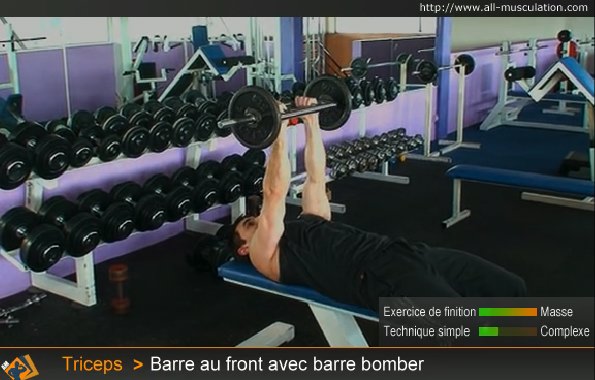 http://www.all-musculation.com
Exercice de finition Masse
Technique simple Complexe
Triceps > Barre au front avec barre bomber